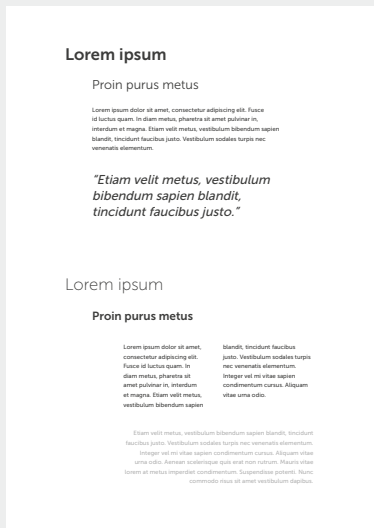 Lorem ipsum
Proin purus metus
Lorem ipsum dolor sit amet, consectetur adipiscing elit. Fusce
id luctus quam. In diam metus, pharetra sit amet pulvinar in,
interdum et magna. Etiam velit metus, vestibulum bibendum sapien
blandit, tincidunt faucibus justo. Vestibulum sodales turpis nec
venenatis elementum.
“Etiam velit metus, vestibulum
bibendum sapien blandit,
tincidunt faucibus justo.”
Lorem ipsum
Proin purus metus
Lorem ipsum dolor sit amet,
consectetur adipiscing elit.
Fusce id luctus quam. In
diam metus, pharetra sit
amet pulvinar in, interdum
et magna. Etiam velit metus,
vestibulum bibendum sapien
blandit, tincidunt faucibus
justo. Vestibulum sodales turpis
nec venenatis elementum.
Integer vel mi vitae sapien
condimentum cursus. Aliquam
vitae urna odio.
Etiam velit metus, vestibulum bibendum sapien blandit, tincidunt
faucibus justo. Vestibulum sodales turpis nec venenatis elementum.
Integer vel mi vitae sapien condimentum cursus. Aliquam vitae
urna odio. Aenean scelerisque quis erat non rutrum. Mauris vitae
lorem at metus imperdiet condimentum. Suspendisse potenti. Nunc
commodo risus sit amet vestibulum dapibus.